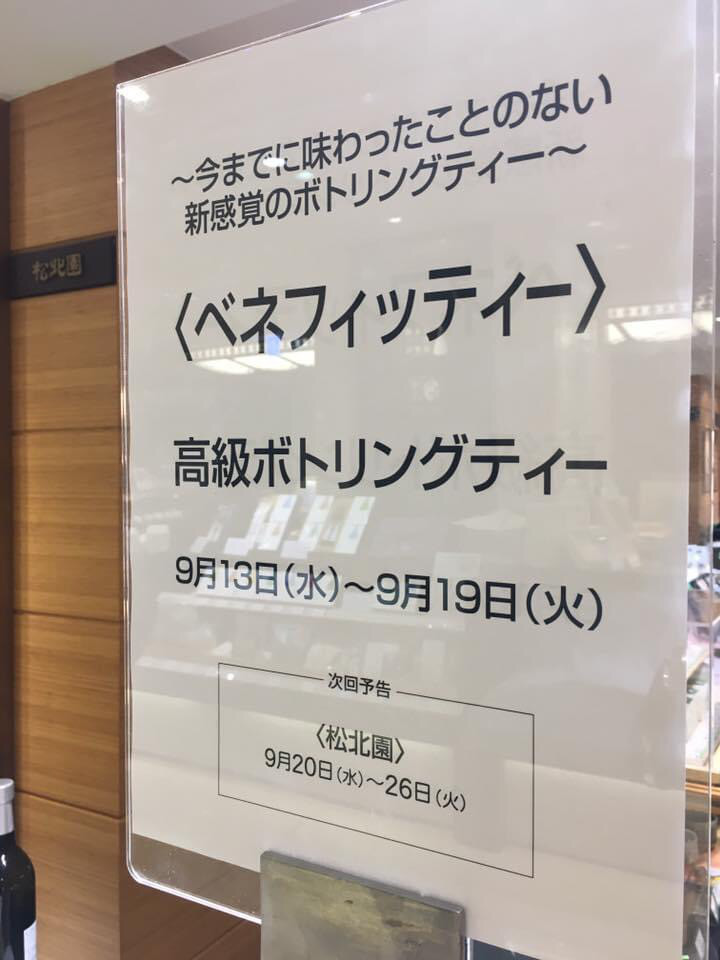 ～今までに味わったことのない
新感覚のボトリングティー～
〈ベネフィッティー〉
高級ボトリングティー
9月13日（水）～9月19日（火）
次回予告
〈松北園〉
9月20日（水）～26日（火）
松北園